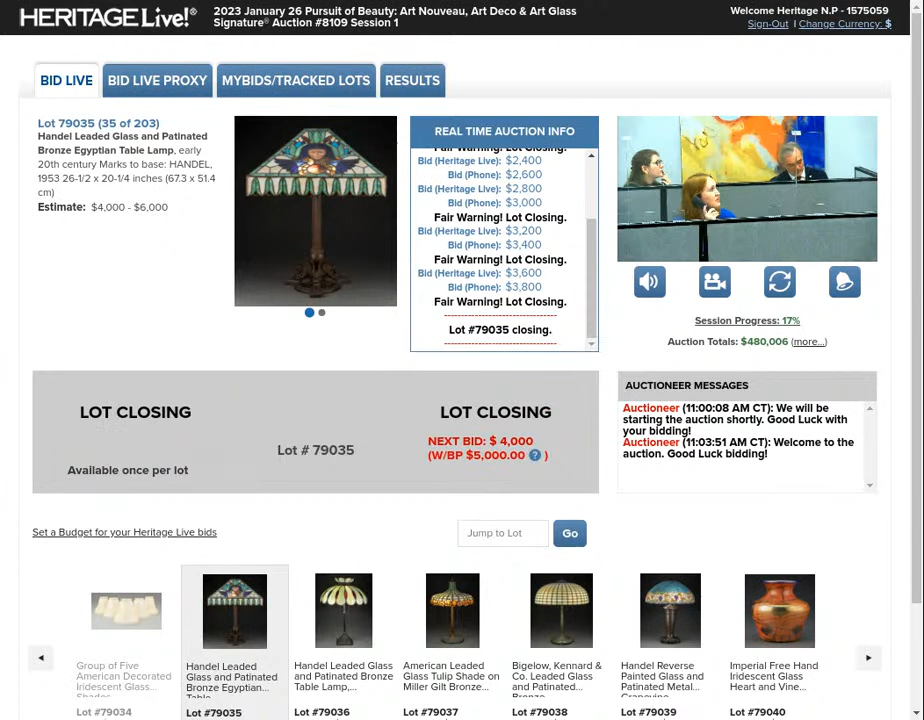 HERITAGE Live!®
2023 January 26 Pursuit of Beauty: Art Nouveau, Art Deco & Art Glass
Signature® Auction #8109 Session 1
Welcome Heritage N.P - 1575059
Sign-Out | Change Currency: $
BID LIVE
BID LIVE PROXY
MYBIDS/TRACKED LOTS
RESULTS
Lot 79035 (35 of 203)
Handel Leaded Glass and Patinated
Bronze Egyptian Table Lamp, early
20th century Marks to base: HANDEL,
1953 26-1/2 x 20-1/4 inches (67.3 x 51.4
cm)
Estimate: $4,000 - $6,000
REAL TIME AUCTION INFO
Fair Warning! Lot Closing.
Bid (Heritage Live): $2,400
Bid (Phone): $2,600
Bid (Heritage Live): $2,800
Bid (Phone): $3,000
Fair Warning! Lot Closing.
Bid (Heritage Live): $3,200
Bid (Phone): $3,400
Fair Warning! Lot Closing.
Bid (Heritage Live): $3,600
Bid (Phone): $3,800
Fair Warning! Lot Closing.
--------------------------------
Lot #79035 closing.
--------------------------------
Session Progress: 17%
Auction Totals: $480,006 (more...)
LOT CLOSING
Available once per lot
Lot # 79035
LOT CLOSING
NEXT BID: $ 4,000
(W/BP $5,000.00 ? )
AUCTIONEER MESSAGES
Auctioneer (11:00:08 AM CT): We will be
starting the auction shortly. Good Luck with
your bidding!
Auctioneer (11:03:51 AM CT): Welcome to the
auction. Good Luck bidding!
Set a Budget for your Heritage Live bids
Jump to Lot
Go
Group of Five
American Decorated
Iridescent Glass...
Shades
Lot #79034
Handel Leaded
Glass and Patinated
Bronze Egyptian...
Table
Lot #79035
Handel Leaded Glass
and Patinated Bronze
Table Lamp,...
Lot #79036
American Leaded
Glass Tulip Shade on
Miller Gilt Bronze...
Lot #79037
Bigelow, Kennard &
Co. Leaded Glass
and Patinated...
Bronze
Lot #79038
Handel Reverse
Painted Glass and
Patinated Metal...
Grapevine
Lot #79039
Imperial Free Hand
Iridescent Glass
Heart and Vine...
Lot #79040